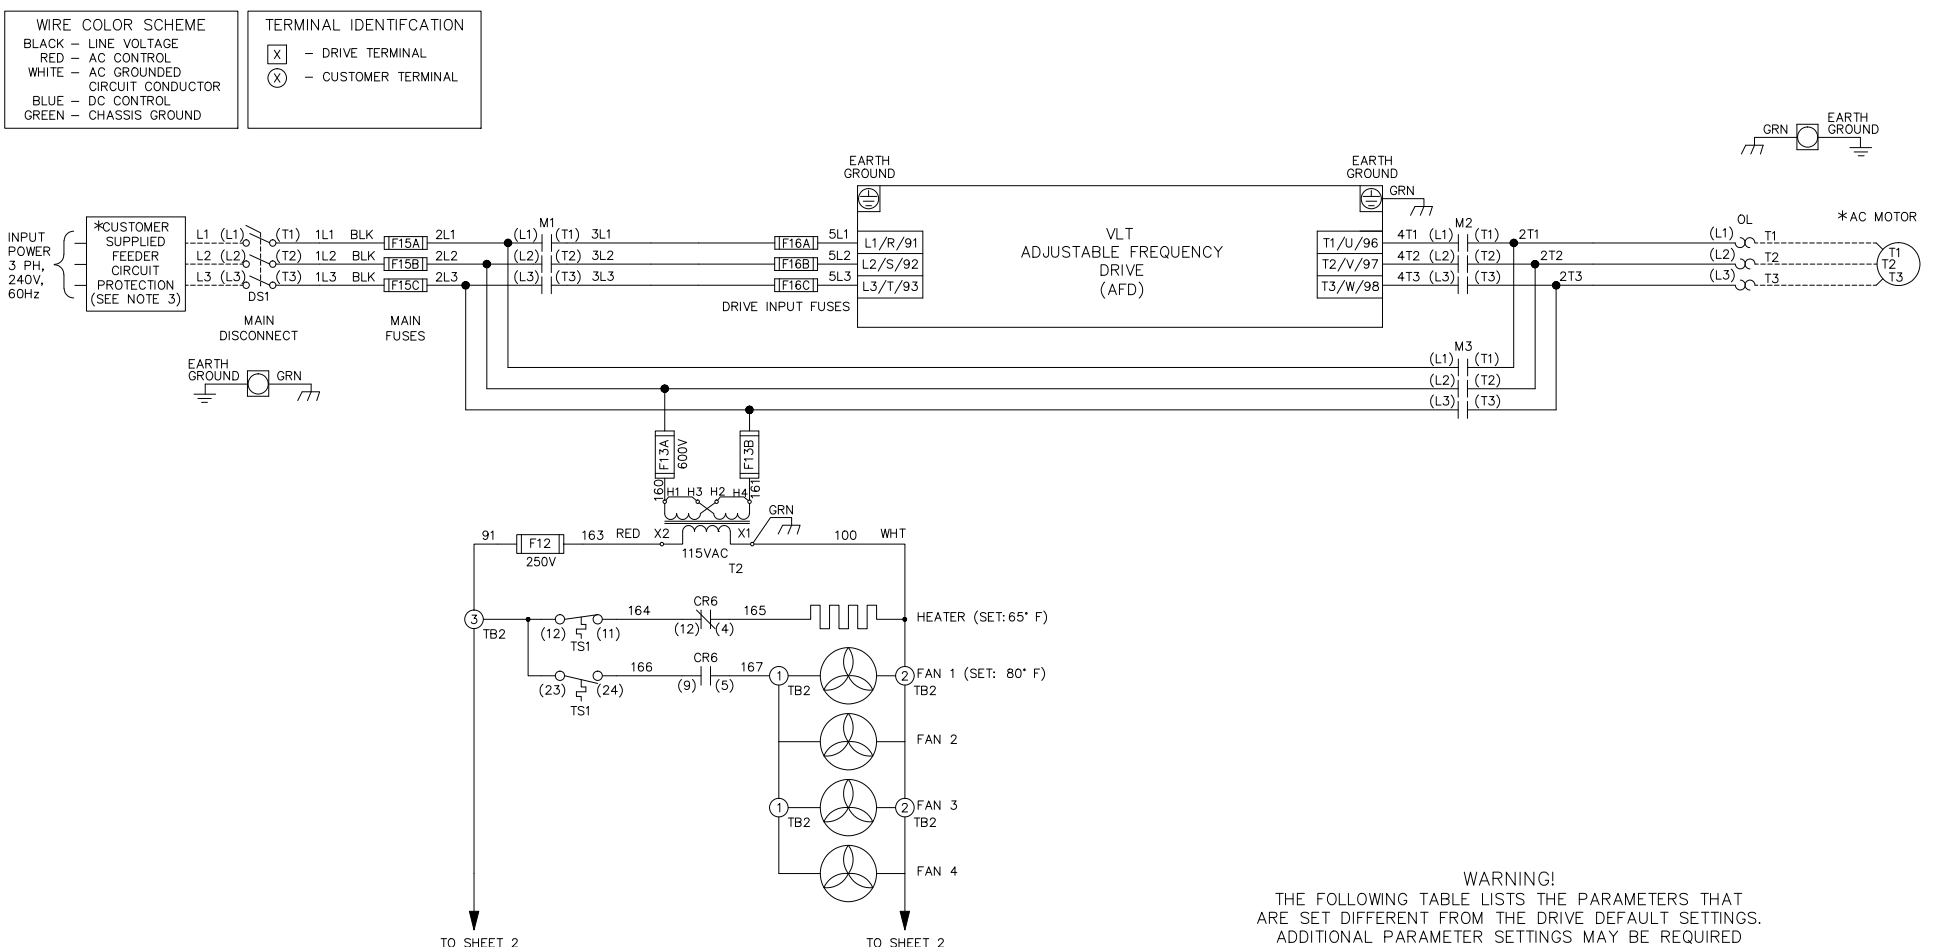 WIRE COLOR SCHEME
BLACK – LINE VOLTAGE
RED – AC CONTROL
WHITE – AC GROUNDED
CIRCUIT CONDUCTOR
BLUE – DC CONTROL
GREEN – CHASSIS GROUND
TERMINAL IDENTIFCATION
X – DRIVE TERMINAL
X – CUSTOMER TERMINAL
GRN
EARTH
GROUND
INPUT
POWER
3 PH,
240V,
60Hz
*CUSTOMER
SUPPLIED
FEEDER
CIRCUIT
PROTECTION
(SEE NOTE 3)
L1 (L1) (T1) 1L1 BLK F15A 2L1 (L1) M1 (T1) 3L1 F16A 5L1 L1/R/91
L2 (L2) (T2) 1L2 BLK F15B 2L2 (L2) (T2) 3L2 F16B 5L2 L2/S/92
L3 (L3) (T3) 1L3 BLK F15C 2L3 (L3) (T3) 3L3 F16C 5L3 L3/T/93
DS1
MAIN
DISCONNECT
MAIN
FUSES
DRIVE INPUT FUSES
EARTH
GROUND
VLT
ADJUSTABLE FREQUENCY
DRIVE
(AFD)
EARTH
GROUND
GRN
T1/U/96 4T1 (L1) M2 (T1) 2T1 (L1) OL T1
T2/V/97 4T2 (L2) (T2) 2T2 (L2) T2
T3/W/98 4T3 (L3) (T3) 2T3 (L3) T3
*AC MOTOR
T1
T2
T3
M3
(L1) (T1)
(L2) (T2)
(L3) (T3)
EARTH
GROUND GRN
F13A
600V
F13B
160 H1 H3 H2 H4 161
GRN
91 F12 163 RED X2 X1 100 WHT
250V
115VAC
T2
3 TB2
(12) (11) TS1 164 CR6 (12) (4) 165 HEATER (SET:65° F)
(23) (24) TS1 166 CR6 (9) (5) 167 1 TB2 2 TB2 FAN 1 (SET: 80° F)
FAN 2
1 TB2 2 TB2 FAN 3
FAN 4
TO SHEET 2
TO SHEET 2
WARNING!
THE FOLLOWING TABLE LISTS THE PARAMETERS THAT
ARE SET DIFFERENT FROM THE DRIVE DEFAULT SETTINGS.
ADDITIONAL PARAMETER SETTINGS MAY BE REQUIRED